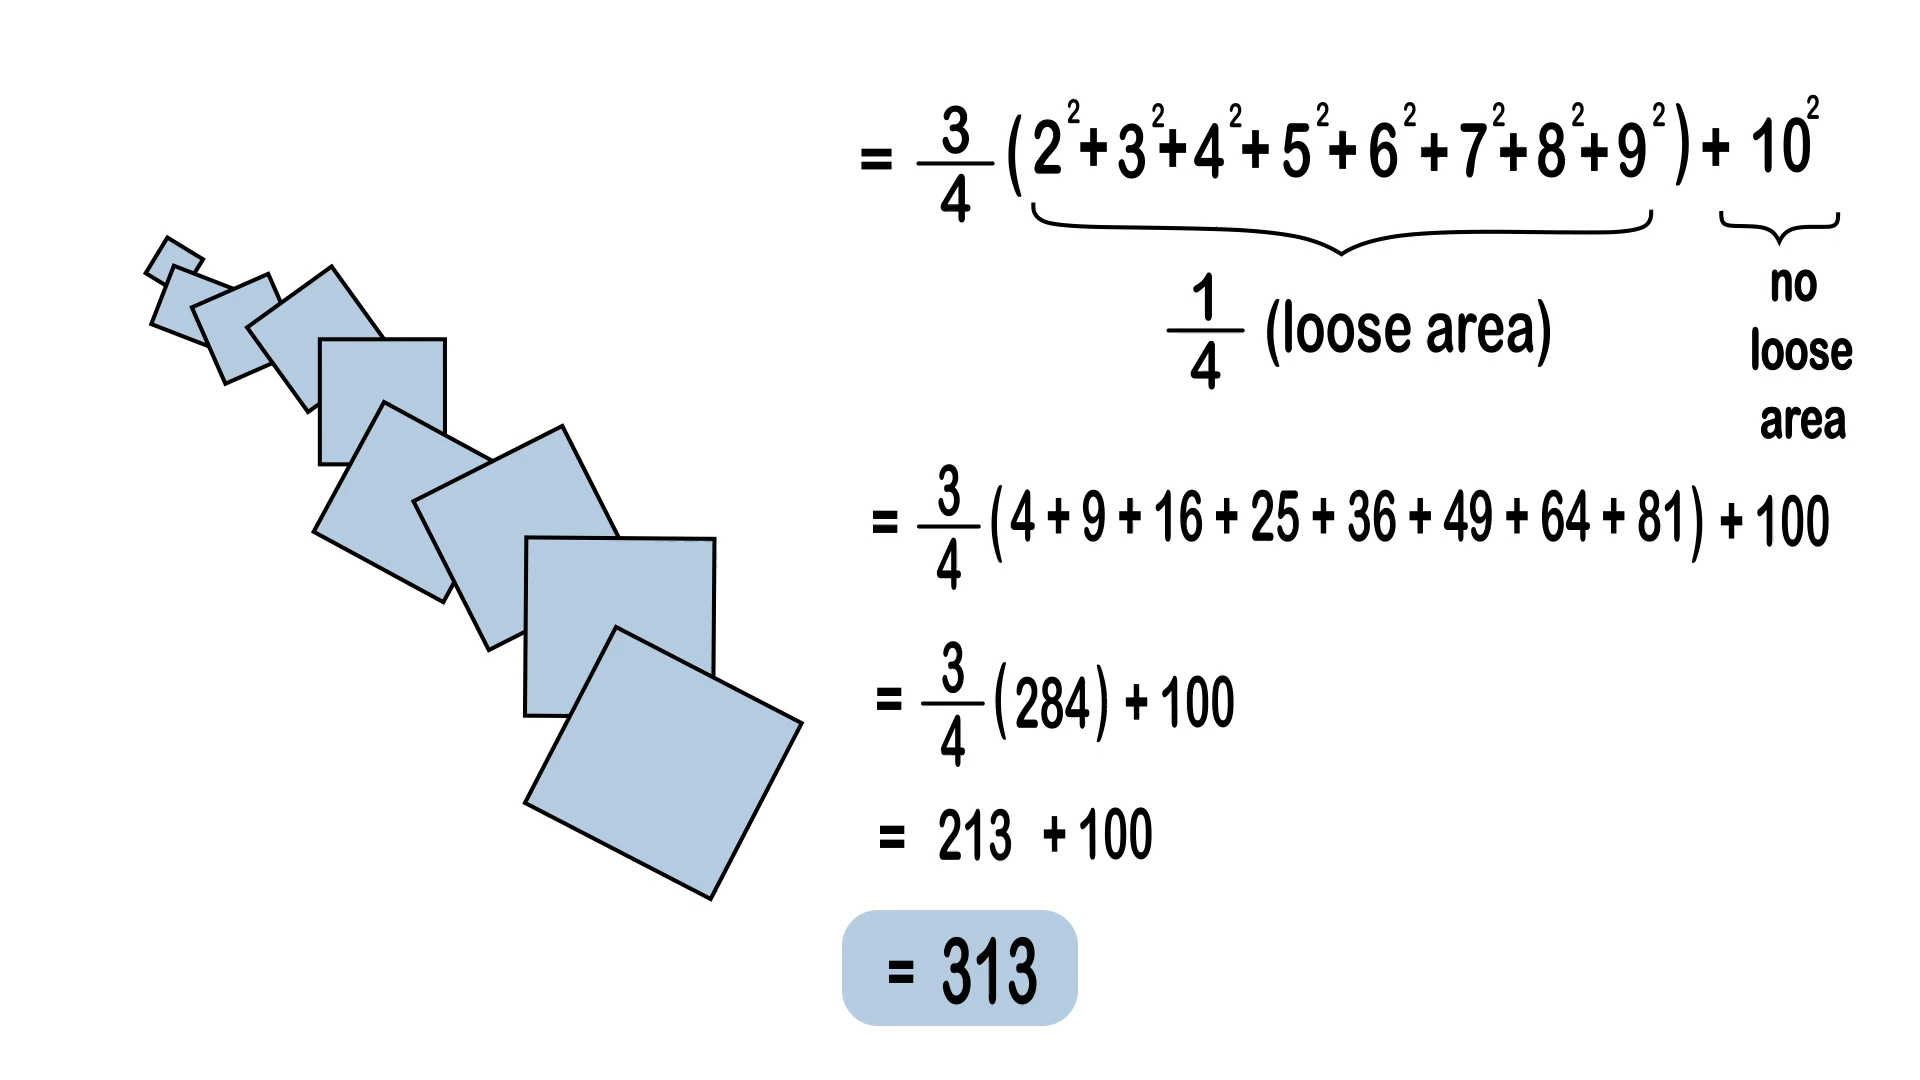 = 3/4 (2² + 3² + 4² + 5² + 6² + 7² + 8² + 9²) + 10²
1/4 (loose area)
no
loose
area
= 3/4 (4 + 9 + 16 + 25 + 36 + 49 + 64 + 81) + 100
= 3/4 (284) + 100
= 213 + 100
= 313